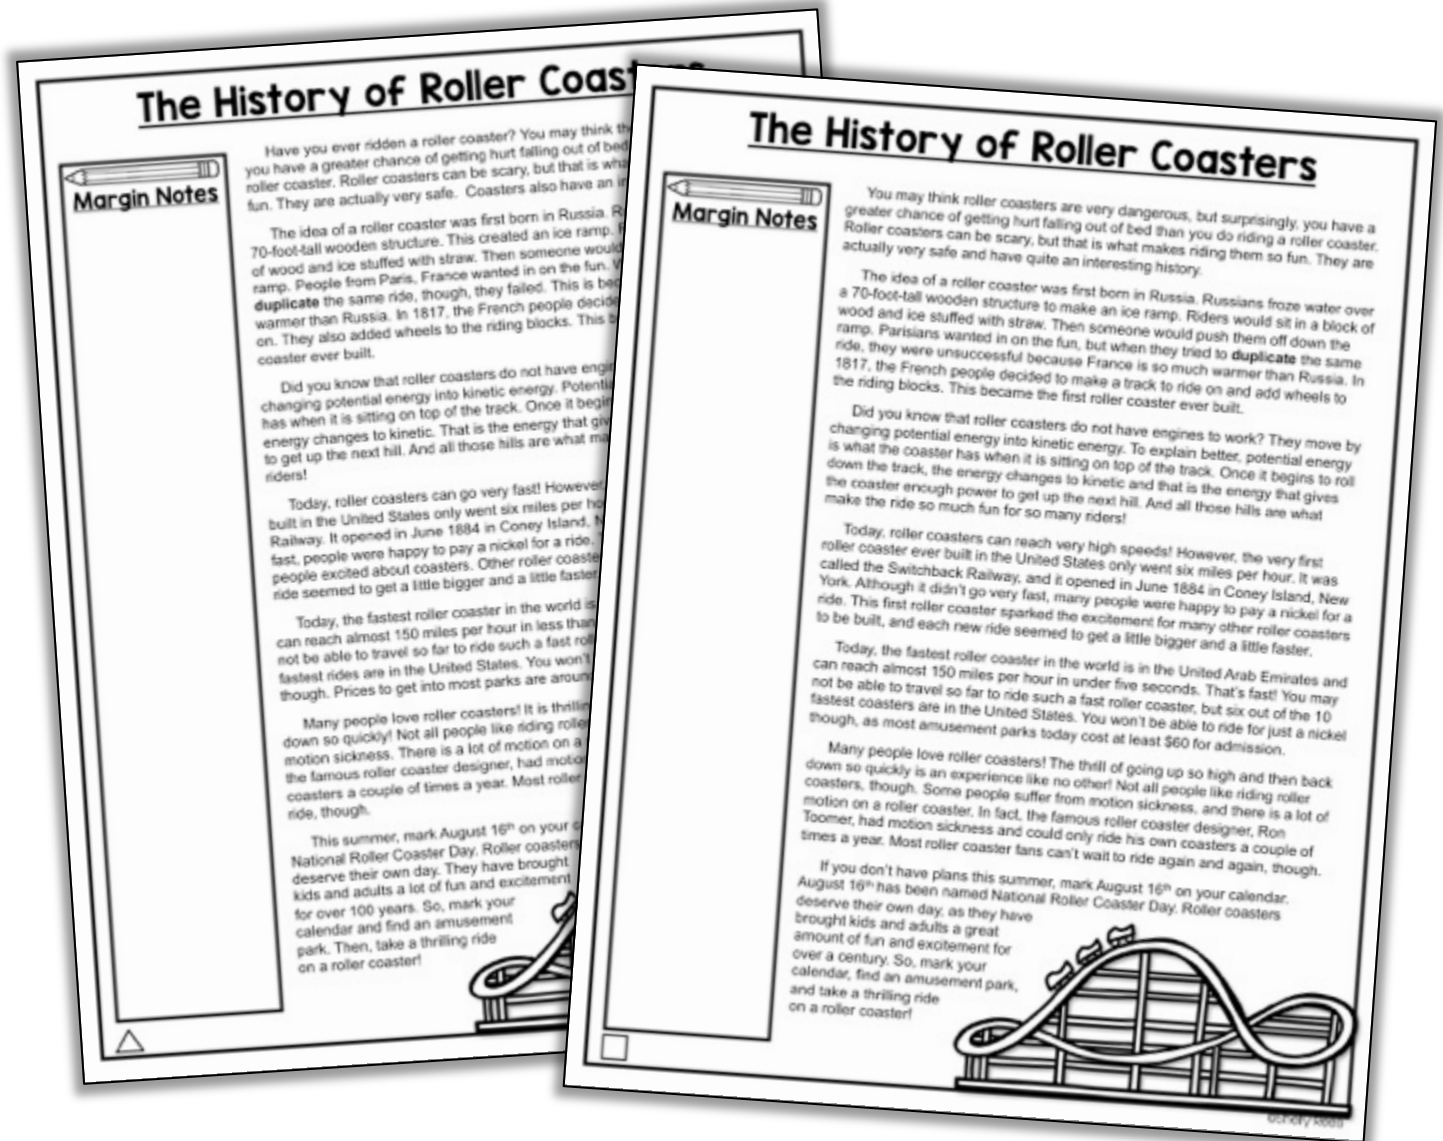 The History of Roller Coas
Margin Notes
Have you ever ridden a roller coaster? You may think th
you have a greater chance of getting hurt falling out of bed
roller coaster. Roller coasters can be scary, but that is wha
fun. They are actually very safe. Coasters also have an in
The idea of a roller coaster was first born in Russia. R
70-foot-tall wooden structure. This created an ice ramp.
of wood and ice stuffed with straw. Then someone would
ramp. People from Paris, France wanted in on the fun.
duplicate the same ride, though, they failed. This is bec
warmer than Russia. In 1817, the French people decide
on. They also added wheels to the riding blocks. This b
coaster ever built.
Did you know that roller coasters do not have engin
changing potential energy into kinetic energy. Potentia
has when it is sitting on top of the track. Once it begin
energy changes to kinetic. That is the energy that giv
to get up the next hill. And all those hills are what ma
riders!
Today, roller coasters can go very fast! However,
built in the United States only went six miles per ho
Railway. It opened in June 1884 in Coney Island, N
fast, people were happy to pay a nickel for a ride.
people excited about coasters. Other roller coaste
ride seemed to get a little bigger and a little faster
Today, the fastest roller coaster in the world is
can reach almost 150 miles per hour in less than
not be able to travel so far to ride such a fast roll
fastest rides are in the United States. You won't
though. Prices to get into most parks are aroun
Many people love roller coasters! It is thrillin
down so quickly! Not all people like riding roller
motion sickness. There is a lot of motion on a
the famous roller coaster designer, had motio
coasters a couple of times a year. Most roller
ride, though.
This summer, mark August 16th on your c
National Roller Coaster Day. Roller coasters
deserve their own day. They have brought
kids and adults a lot of fun and excitement
for over 100 years. So, mark your
calendar and find an amusement
park. Then, take a thrilling ride
on a roller coaster!
The History of Roller Coasters
Margin Notes
You may think roller coasters are very dangerous, but surprisingly, you have a
greater chance of getting hurt falling out of bed than you do riding a roller coaster.
Roller coasters can be scary, but that is what makes riding them so fun. They are
actually very safe and have quite an interesting history.
The idea of a roller coaster was first born in Russia. Russians froze water over
a 70-foot-tall wooden structure to make an ice ramp. Riders would sit in a block of
wood and ice stuffed with straw. Then someone would push them off down the
ramp. Parisians wanted in on the fun, but when they tried to duplicate the same
ride, they were unsuccessful because France is so much warmer than Russia. In
1817, the French people decided to make a track to ride on and add wheels to
the riding blocks. This became the first roller coaster ever built.
Did you know that roller coasters do not have engines to work? They move by
changing potential energy into kinetic energy. To explain better, potential energy
is what the coaster has when it is sitting on top of the track. Once it begins to roll
down the track, the energy changes to kinetic and that is the energy that gives
the coaster enough power to get up the next hill. And all those hills are what
make the ride so much fun for so many riders!
Today, roller coasters can reach very high speeds! However, the very first
roller coaster ever built in the United States only went six miles per hour. It was
called the Switchback Railway, and it opened in June 1884 in Coney Island, New
York. Although it didn't go very fast, many people were happy to pay a nickel for a
ride. This first roller coaster sparked the excitement for many other roller coasters
to be built, and each new ride seemed to get a little bigger and a little faster.
Today, the fastest roller coaster in the world is in the United Arab Emirates and
can reach almost 150 miles per hour in under five seconds. That's fast! You may
not be able to travel so far to ride such a fast roller coaster, but six out of the 10
fastest coasters are in the United States. You won't be able to ride for just a nickel
though, as most amusement parks today cost at least $60 for admission.
Many people love roller coasters! The thrill of going up so high and then back
down so quickly is an experience like no other! Not all people like riding roller
coasters, though. Some people suffer from motion sickness, and there is a lot of
motion on a roller coaster. In fact, the famous roller coaster designer, Ron
Toomer, had motion sickness and could only ride his own coasters a couple of
times a year. Most roller coaster fans can't wait to ride again and again, though.
If you don't have plans this summer, mark August 16th on your calendar.
August 16th has been named National Roller Coaster Day. Roller coasters
deserve their own day, as they have
brought kids and adults a great
amount of fun and excitement for
over a century. So, mark your
calendar, find an amusement park,
and take a thrilling ride
on a roller coaster!